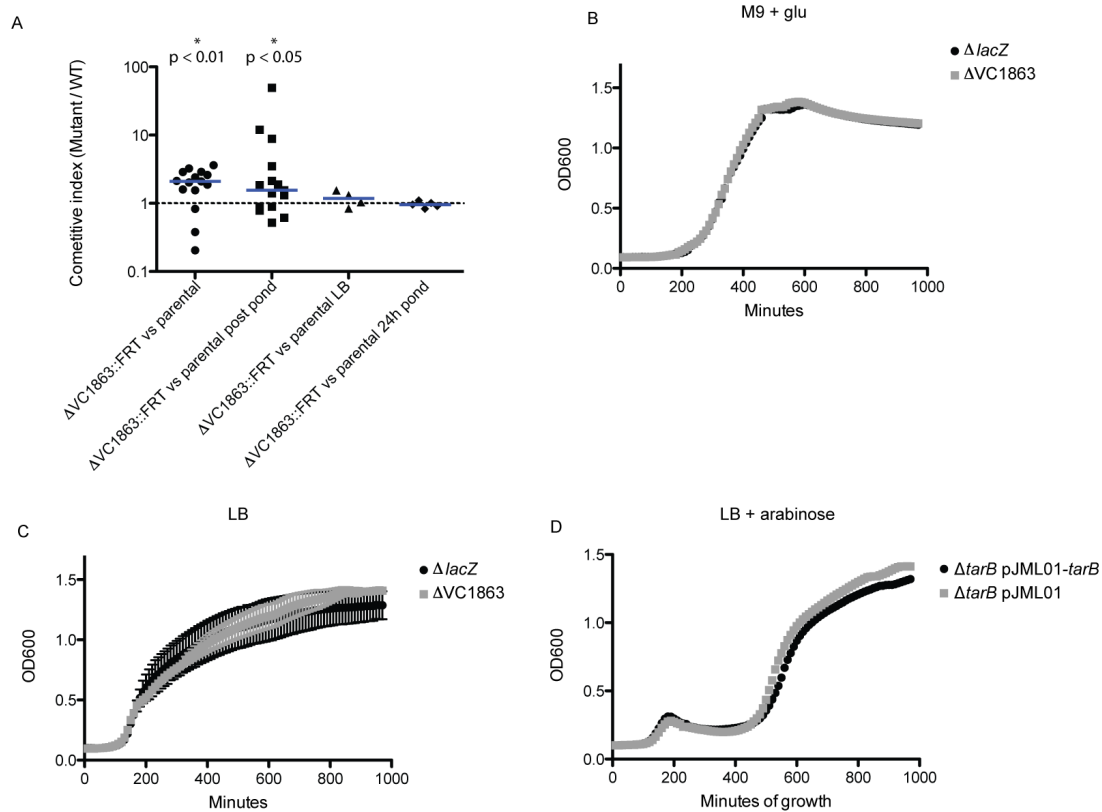 A
*
p < 0.01
*
p < 0.05
Cometitive index (Mutant / WT)
100
10
1
0.1
ΔVC1863::FRT vs parental
ΔVC1863::FRT vs parental post pond
ΔVC1863::FRT vs parental LB
ΔVC1863::FRT vs parental 24h pond
B
M9 + glu
Δ lacZ
ΔVC1863
OD600
1.5
1.0
0.5
0.0
0 200 400 600 800 1000
Minutes
C
LB
Δ lacZ
ΔVC1863
OD600
1.5
1.0
0.5
0.0
0 200 400 600 800 1000
Minutes
D
LB + arabinose
ΔtarB pJML01-tarB
ΔtarB pJML01
OD600
1.5
1.0
0.5
0.0
0 200 400 600 800 1000
Minutes of growth